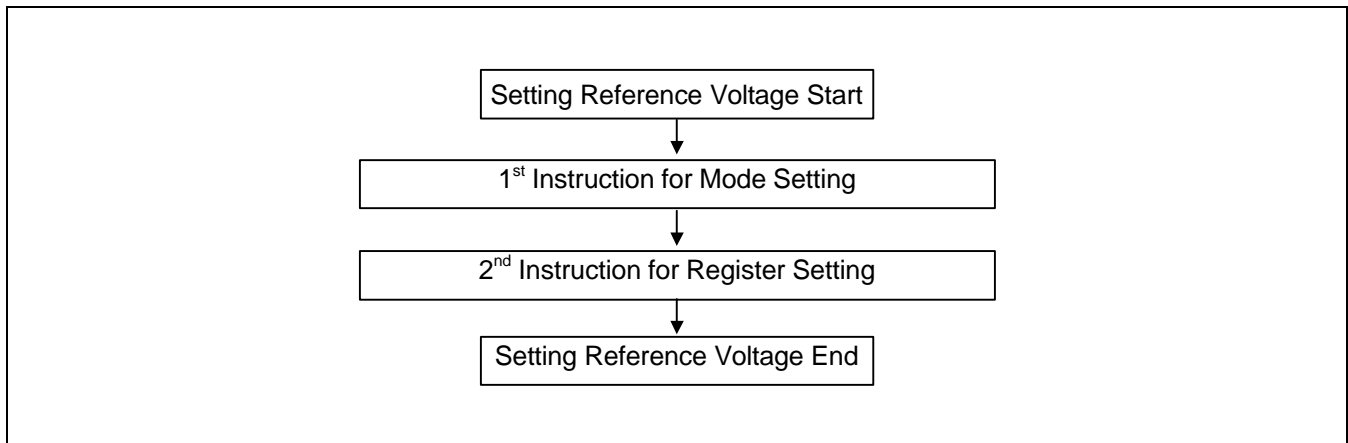 Setting Reference Voltage Start
1st Instruction for Mode Setting
2nd Instruction for Register Setting
Setting Reference Voltage End